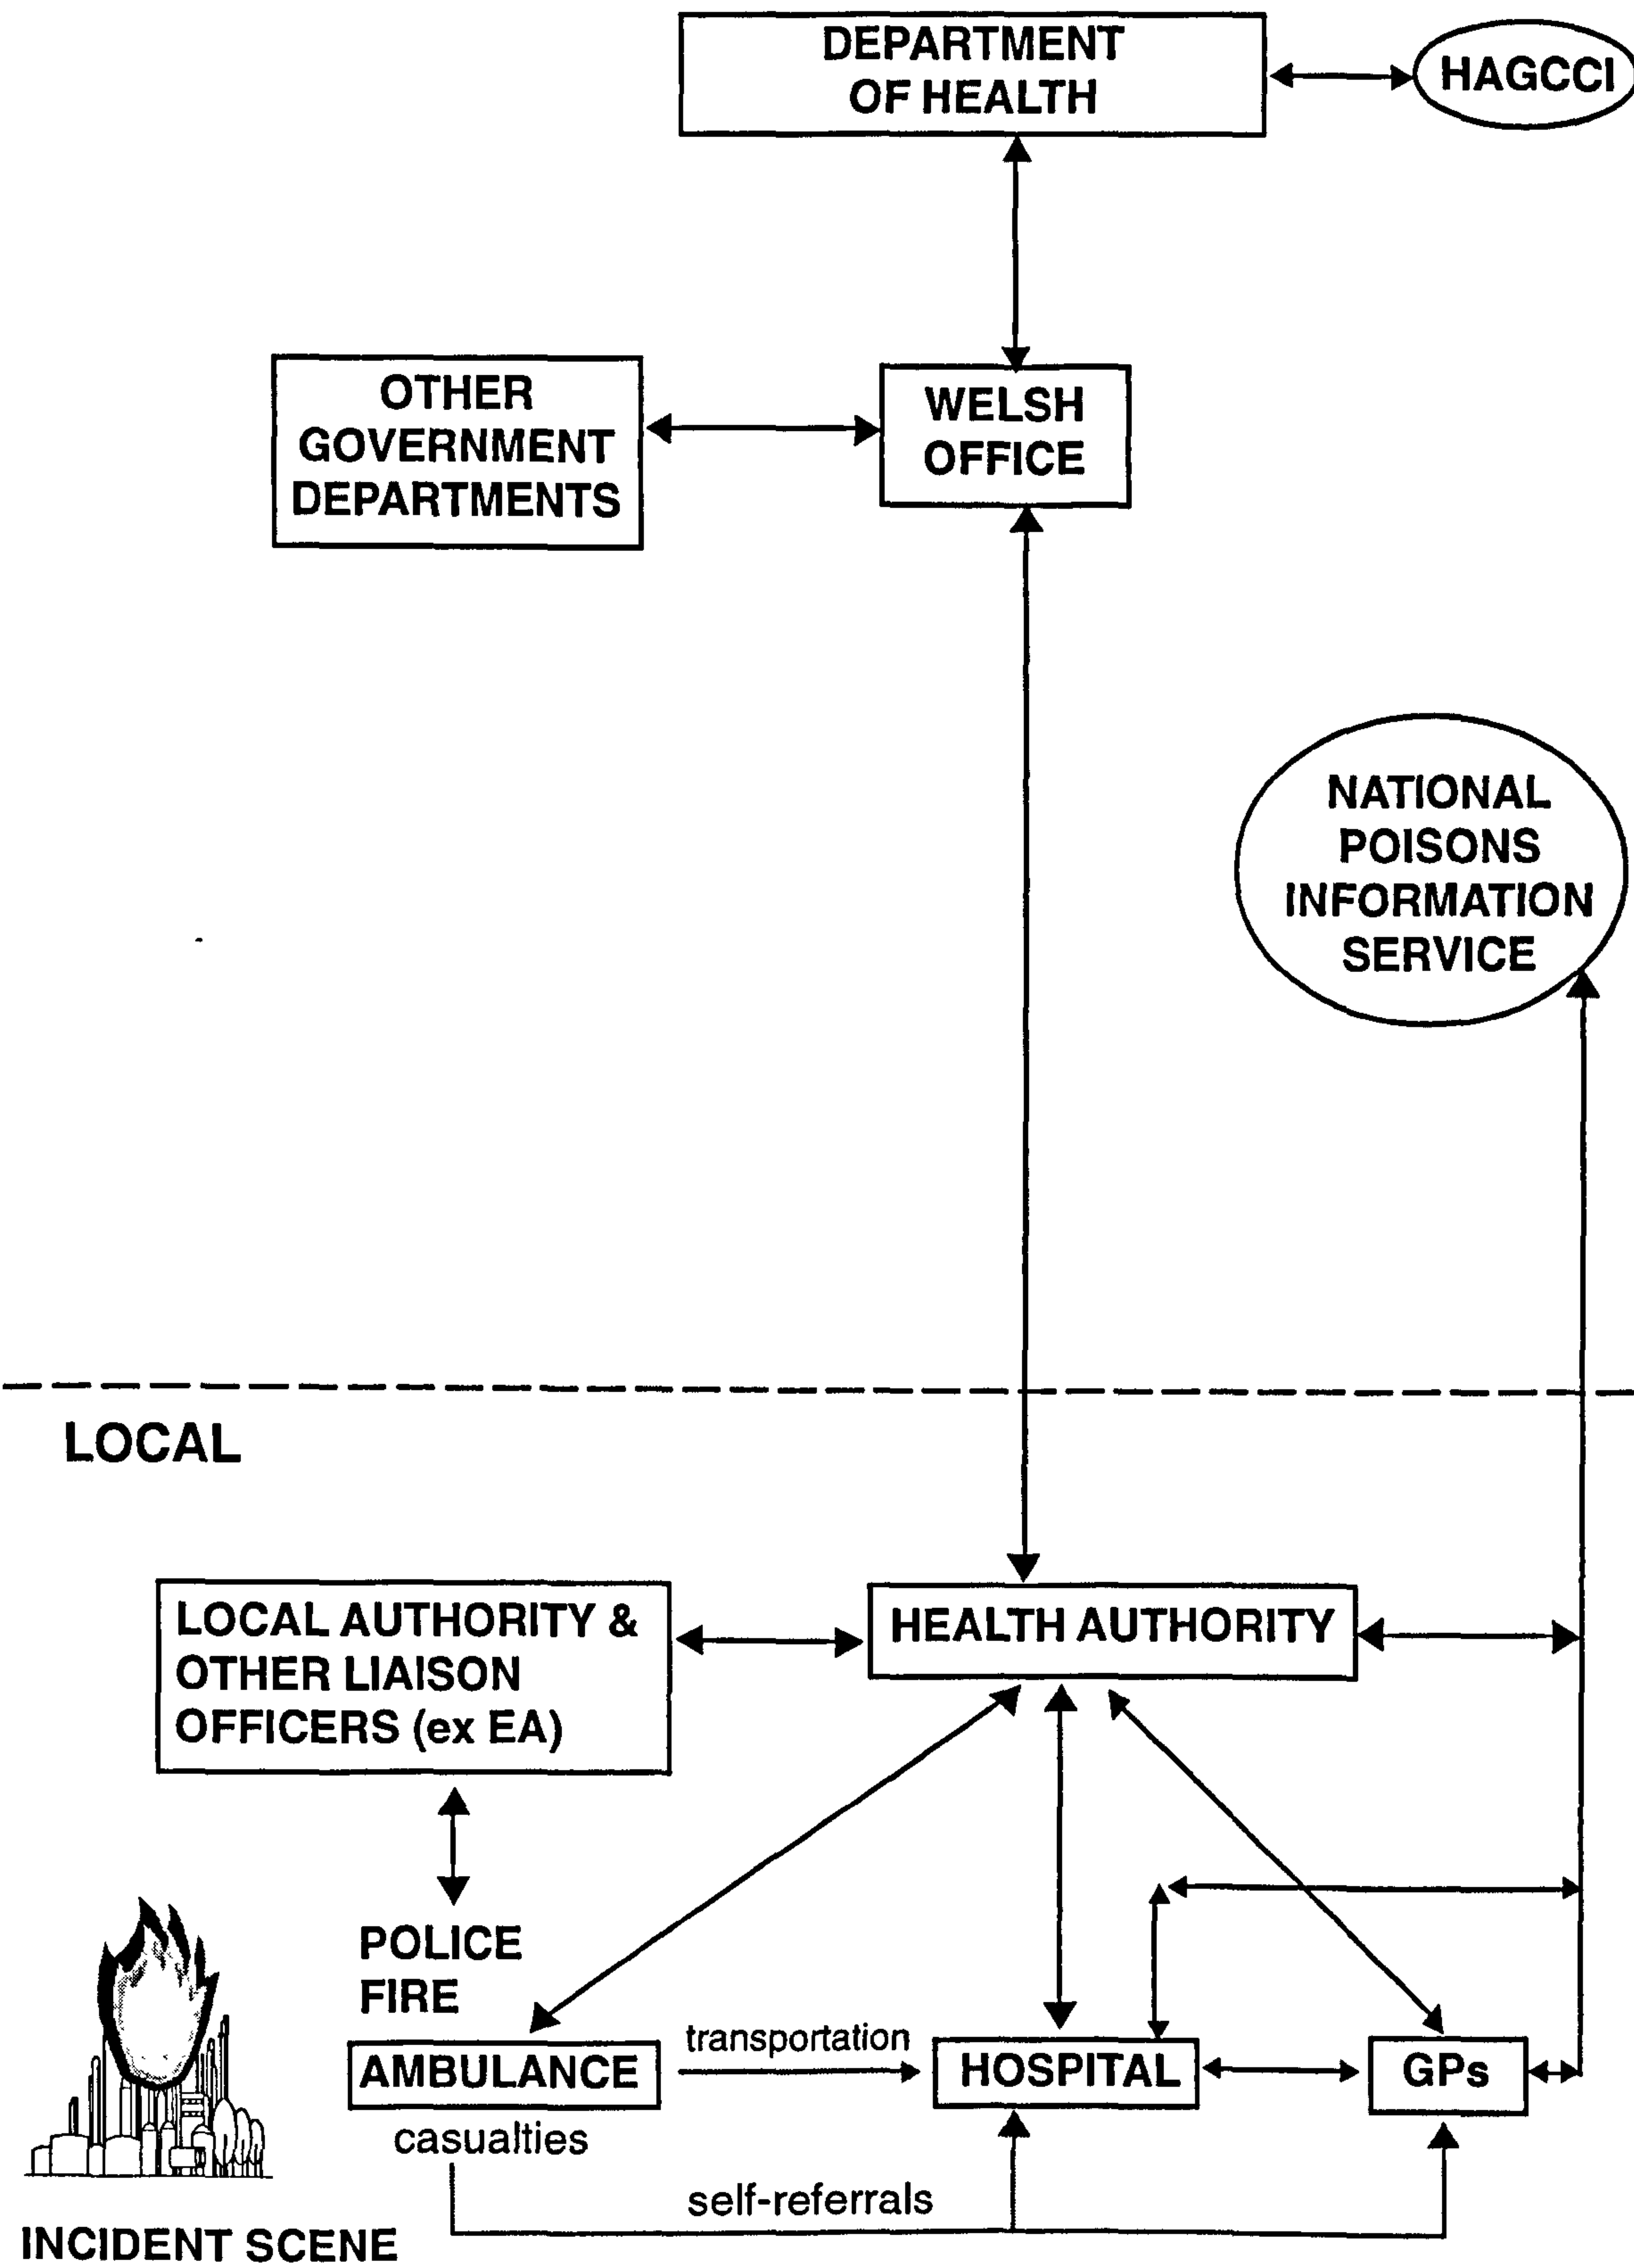 DEPARTMENT
OF HEALTH
HAGCCI
OTHER
GOVERNMENT
DEPARTMENTS
WELSH
OFFICE
NATIONAL
POISONS
INFORMATION
SERVICE
LOCAL
LOCAL AUTHORITY &
OTHER LIAISON
OFFICERS (ex EA)
HEALTH AUTHORITY
POLICE
FIRE
AMBULANCE
transportation
HOSPITAL
GPs
casualties
self-referrals
INCIDENT SCENE